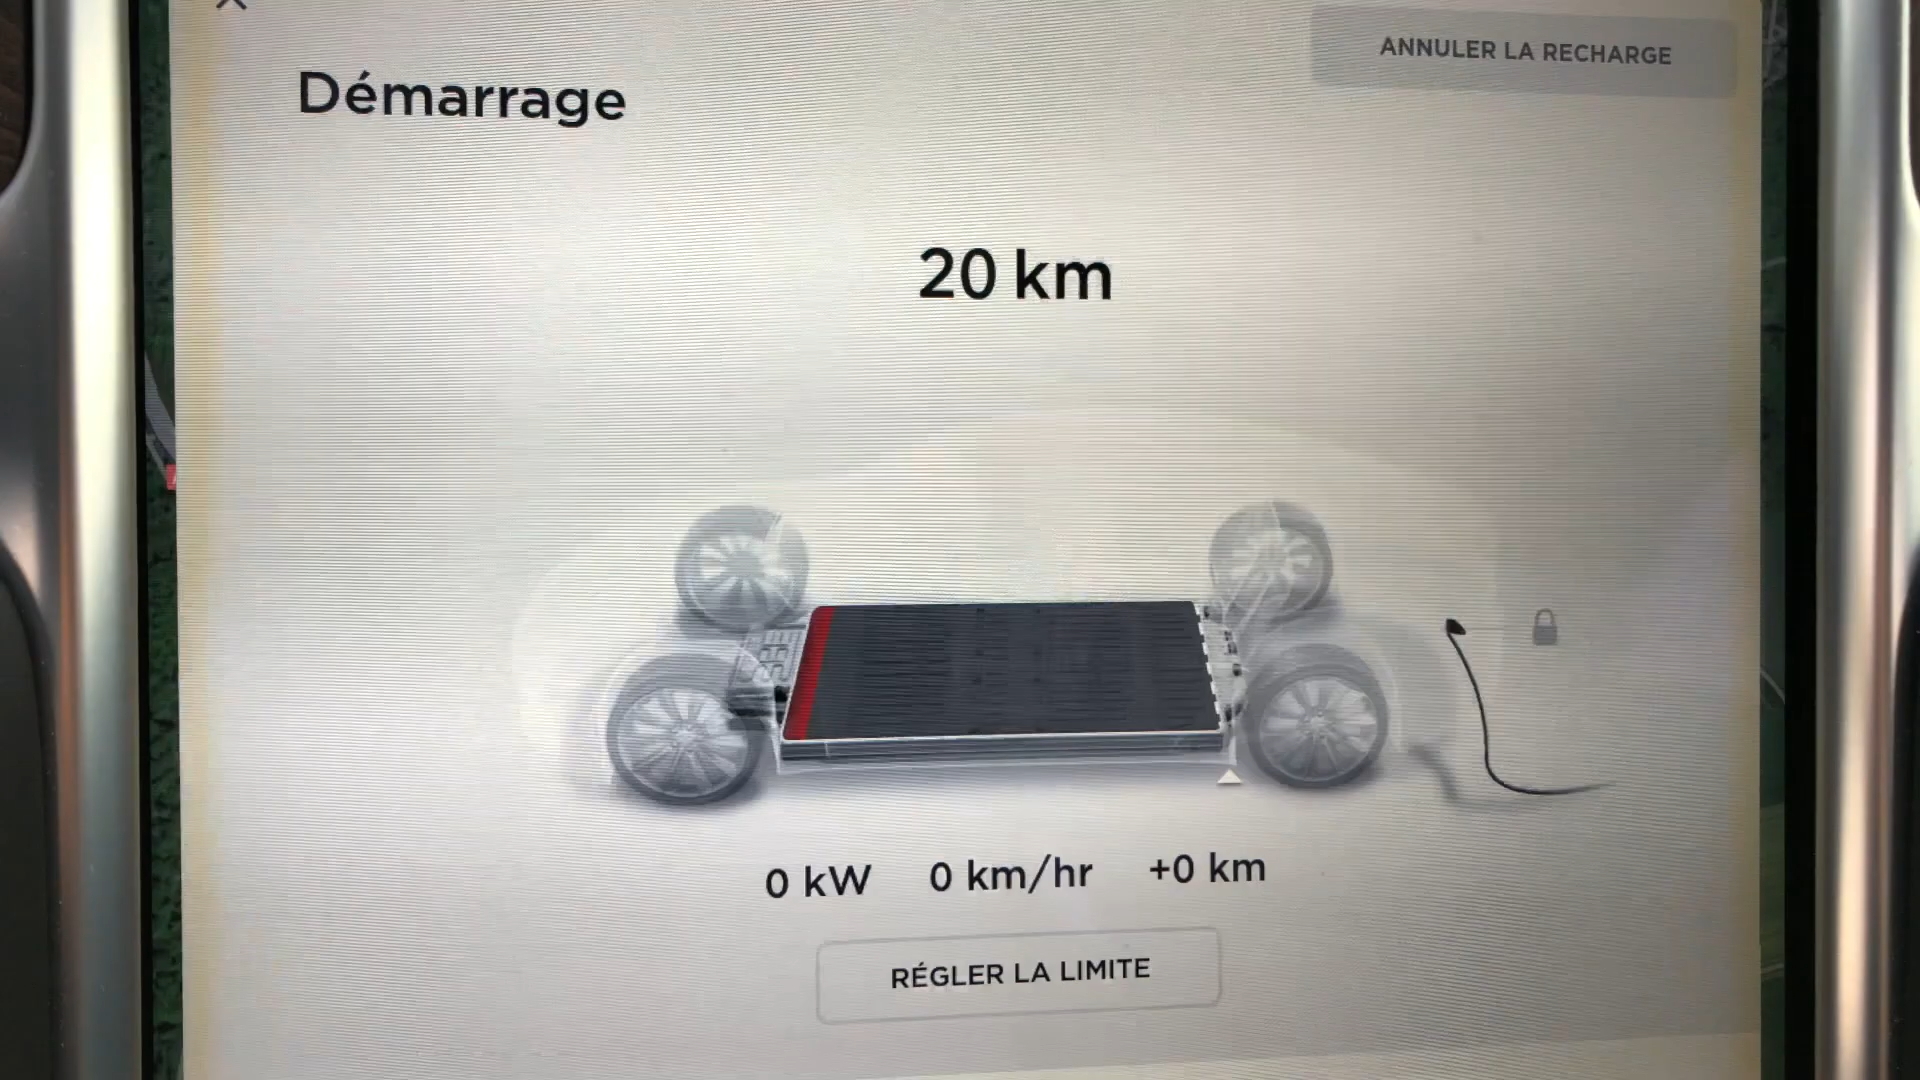 ANNULER LA RECHARGE
Démarrage
20 km
0 kW 0 km/hr +0 km
RÉGLER LA LIMITE